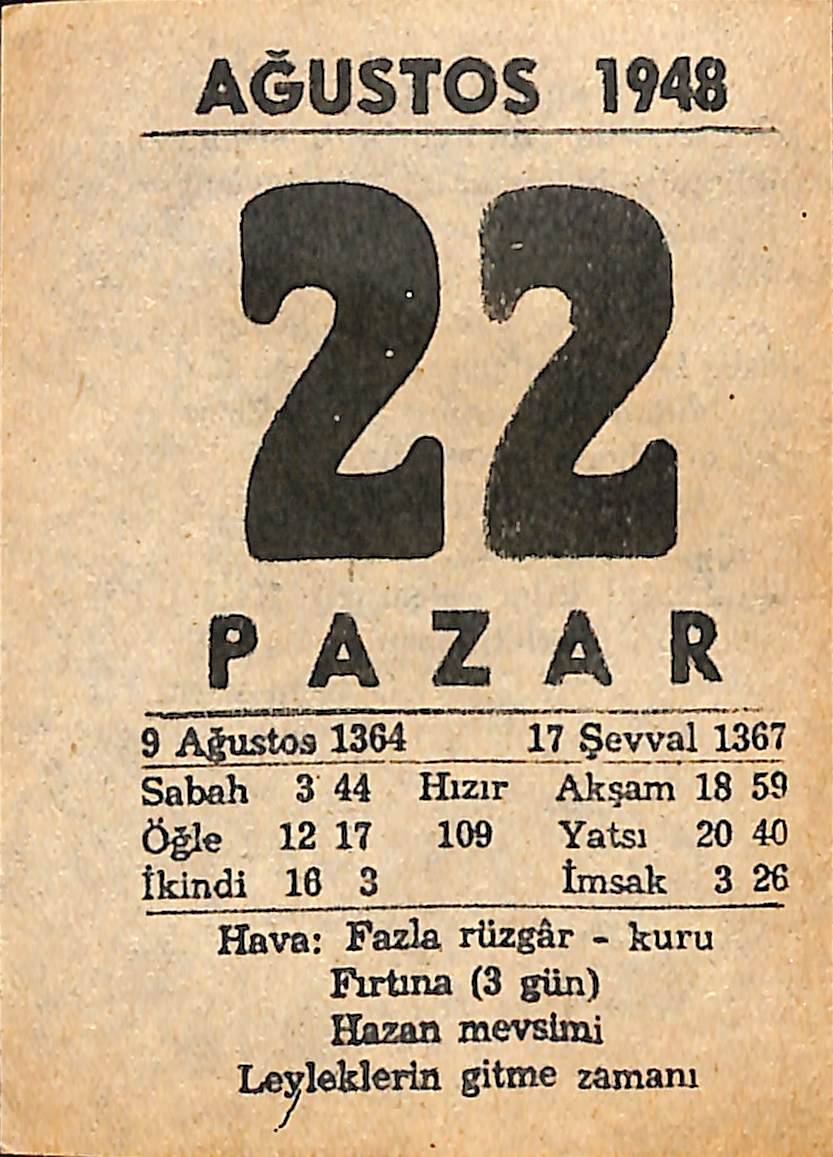 AĞUSTOS 1948
22
PAZAR
9 Ağustos 1364 17 Şevval 1367
Sabah 3 44 Hızır Akşam 18 59
Öğle 12 17 109 Yatsı 20 40
İkindi 16 3 İmsak 3 26
Hava: Fazla rüzgâr - kuru
Fırtına (3 gün)
Hazan mevsimi
Leyleklerin gitme zamanı